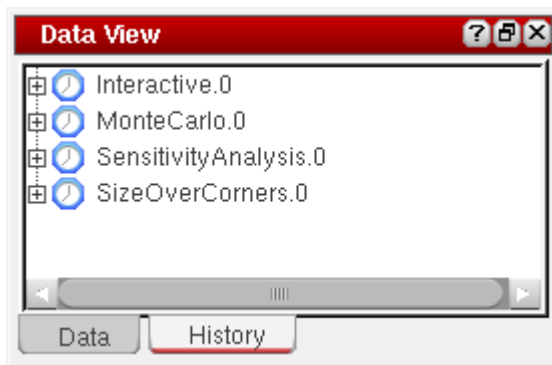 Data View
Interactive.0
MonteCarlo.0
SensitivityAnalysis.0
SizeOverCorners.0
Data History